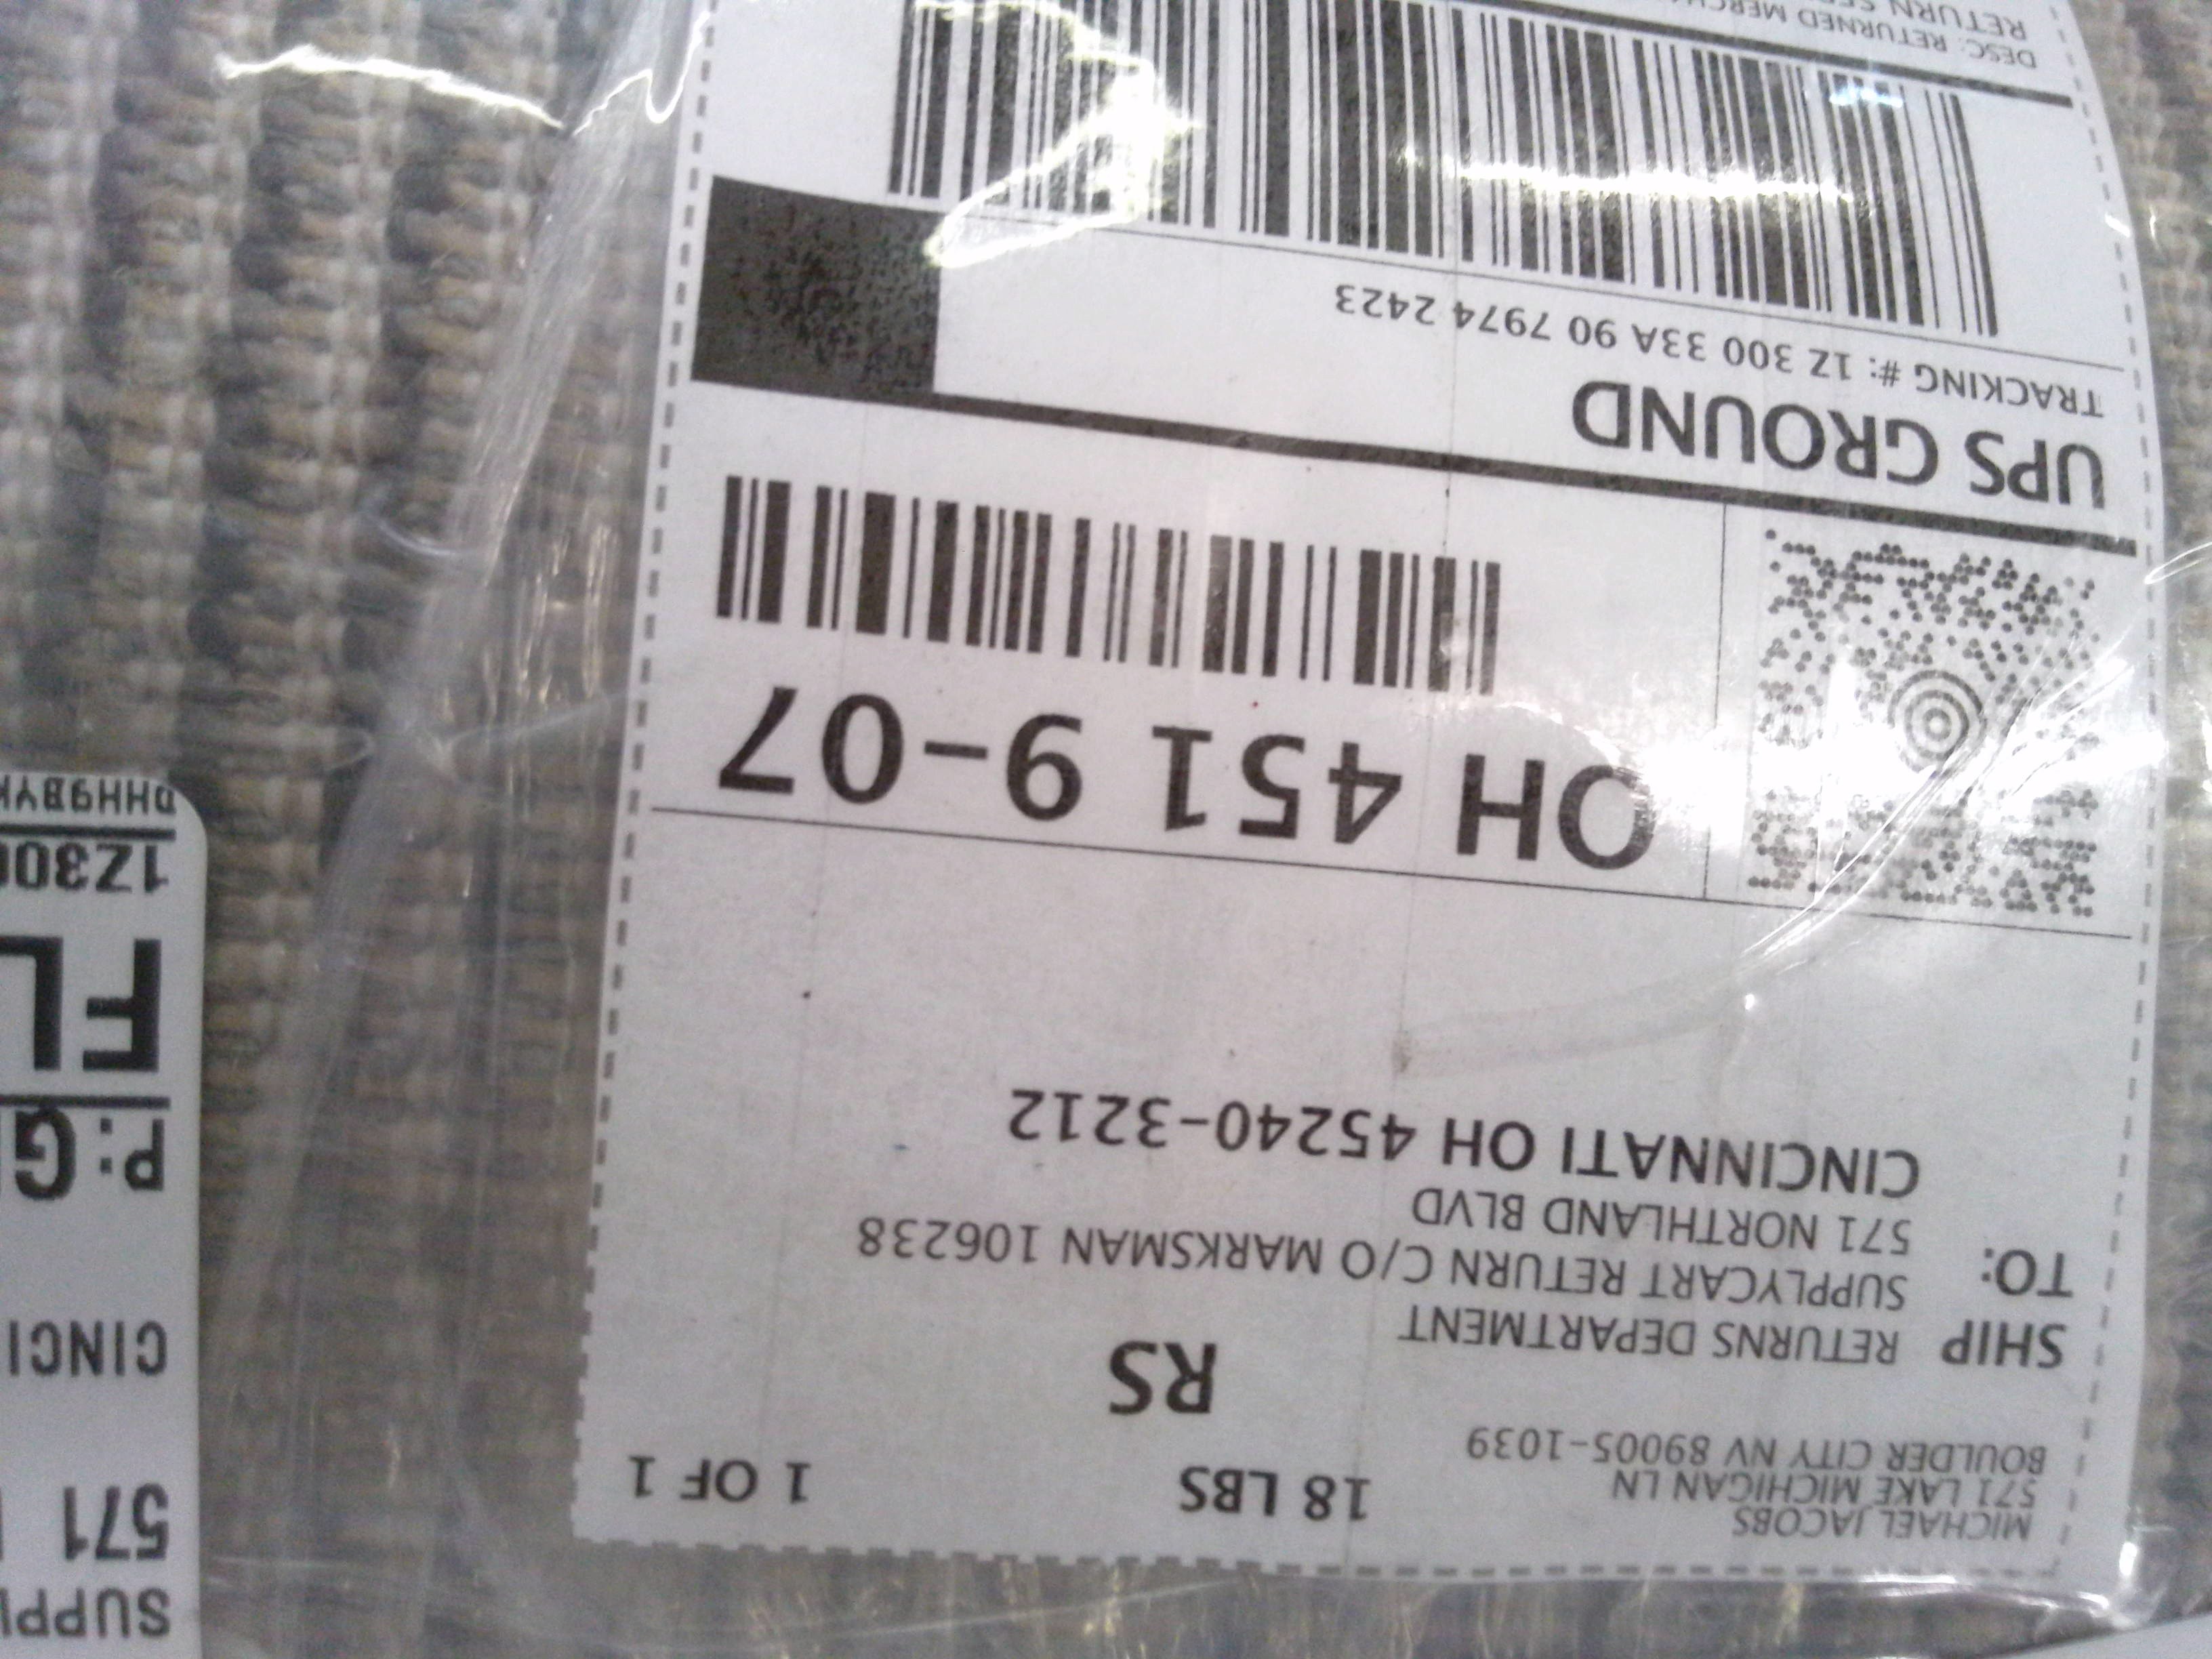 MICHAEL JACOBS
571 LAKE MICHIGAN LN
BOULDER CITY NV 89005-1039
18 LBS
1 OF 1
RS
SHIP
TO:
RETURNS DEPARTMENT
SUPPLYCART RETURN C/O MARKSMAN 106238
571 NORTHLAND BLVD
CINCINNATI OH 45240-3212
OH 451 9-07
UPS GROUND
TRACKING #: 1Z 300 33A 90 7974 2423
DESC: RETURNED
RETURN
571
P:
FL